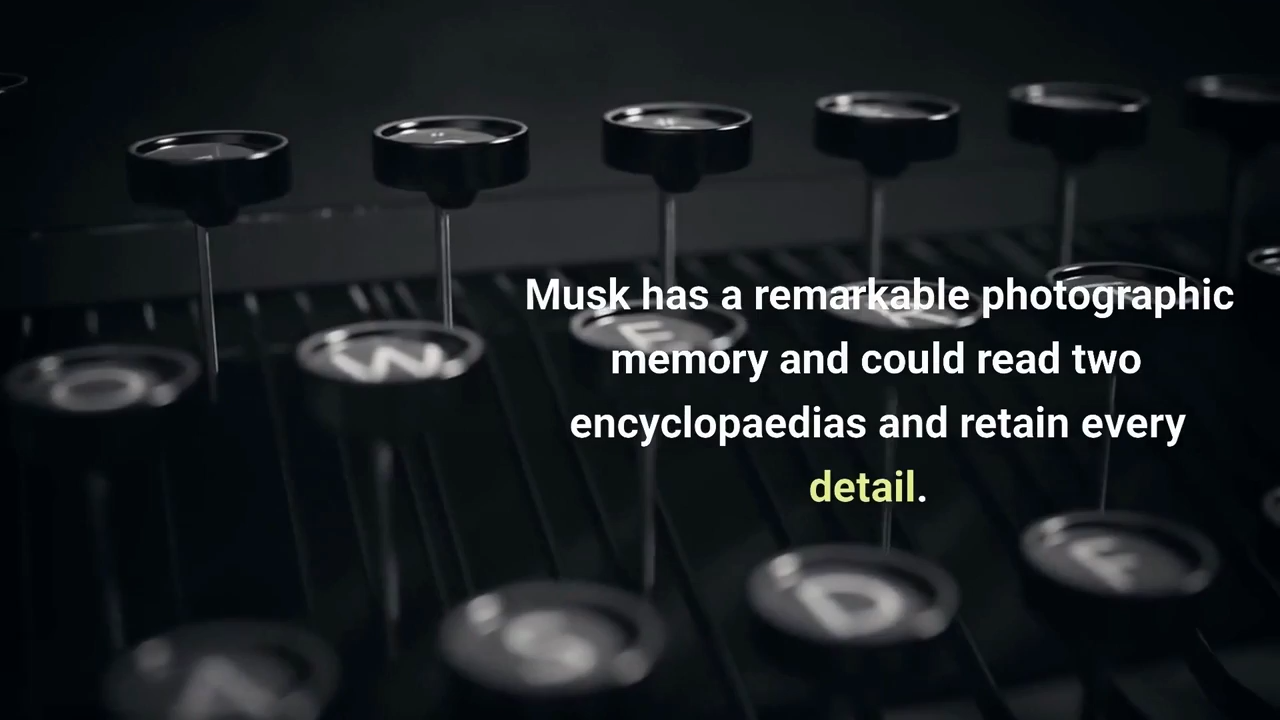 Musk has a remarkable photographic
memory and could read two
encyclopaedias and retain every
detail.
W
E
R
A
S
D
F